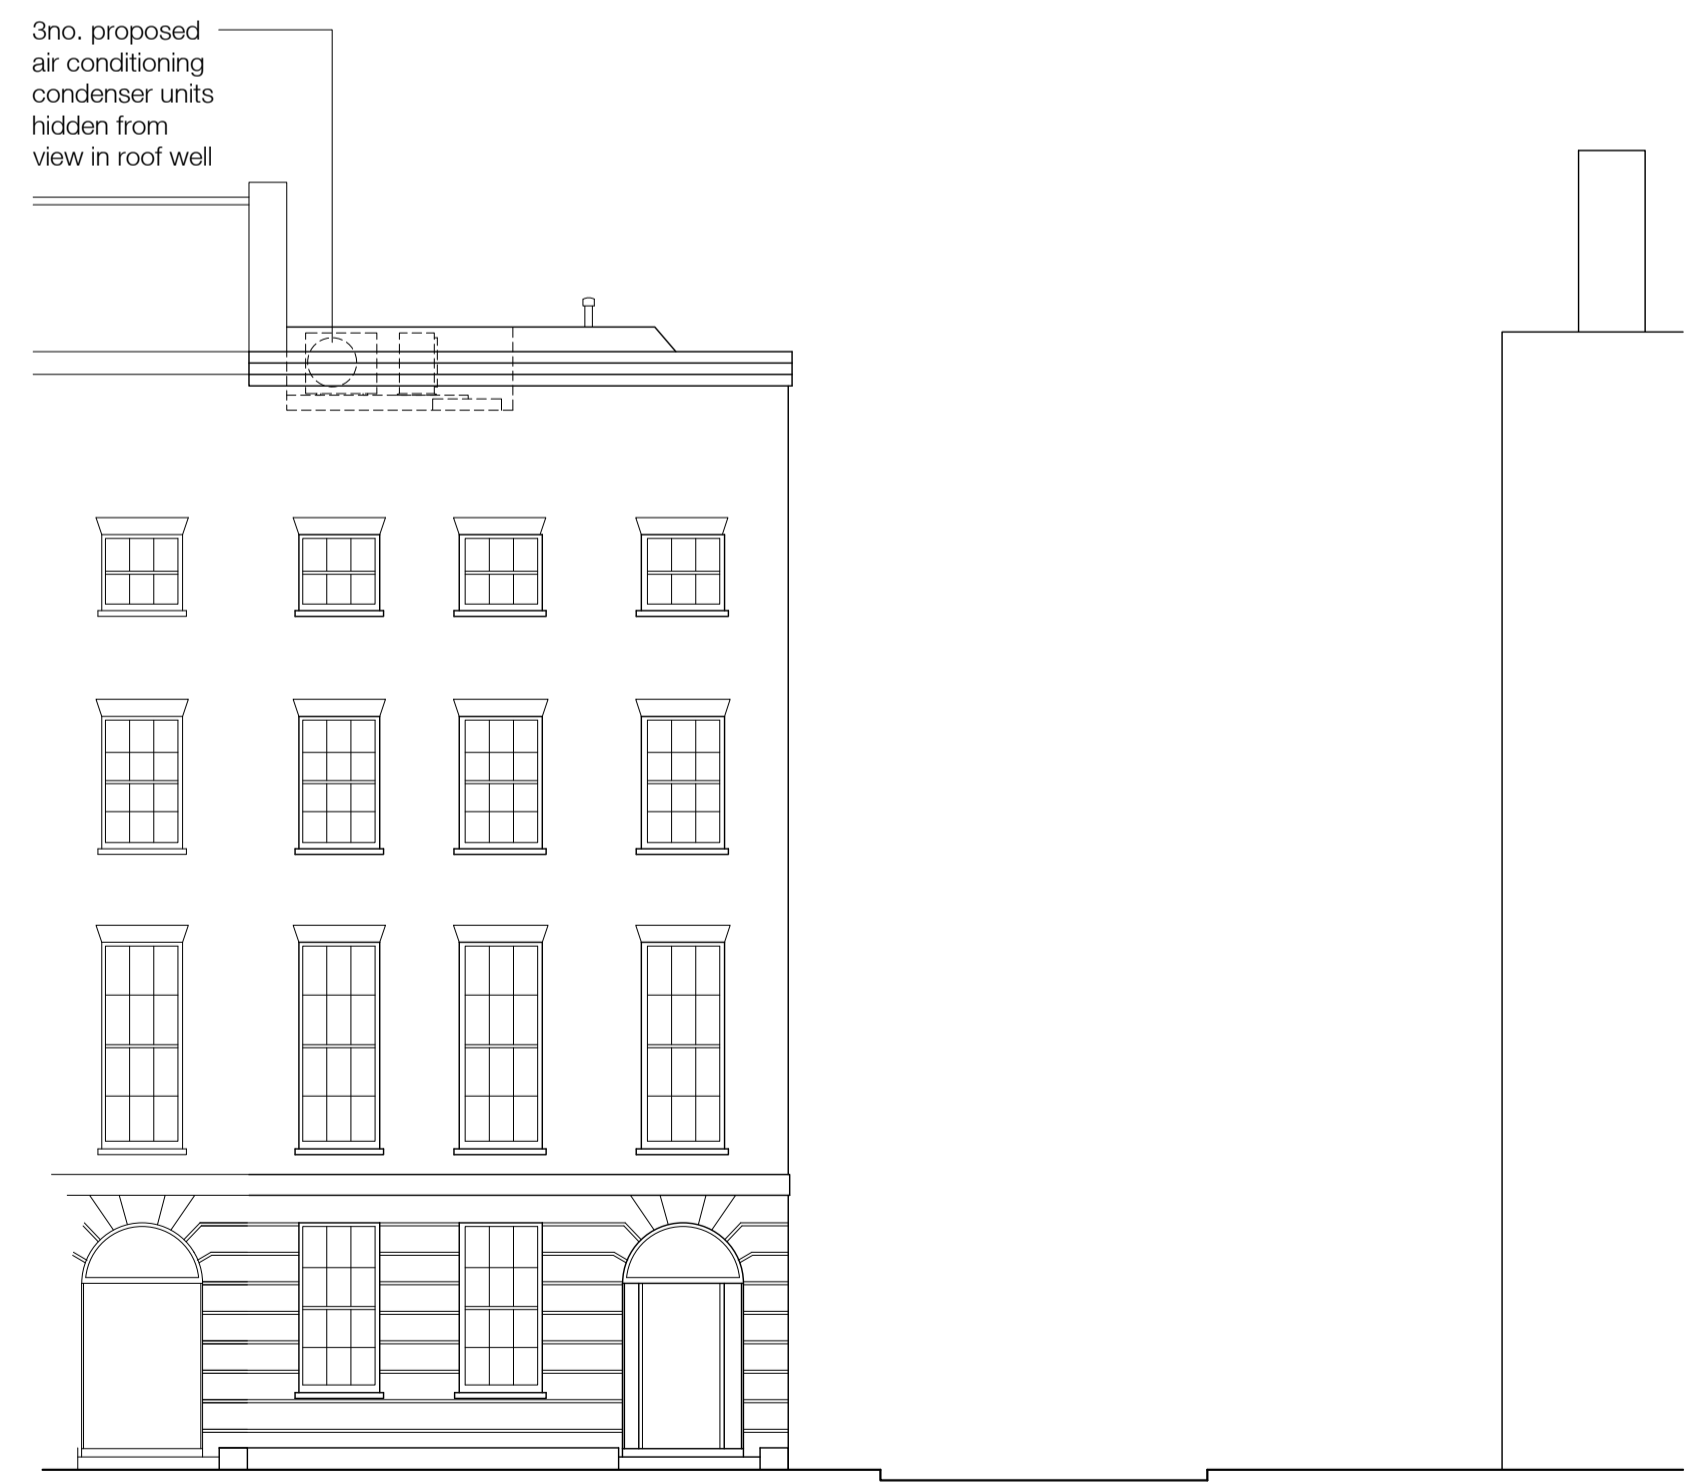 3no. proposed
air conditioning
condenser units
hidden from
view in roof well